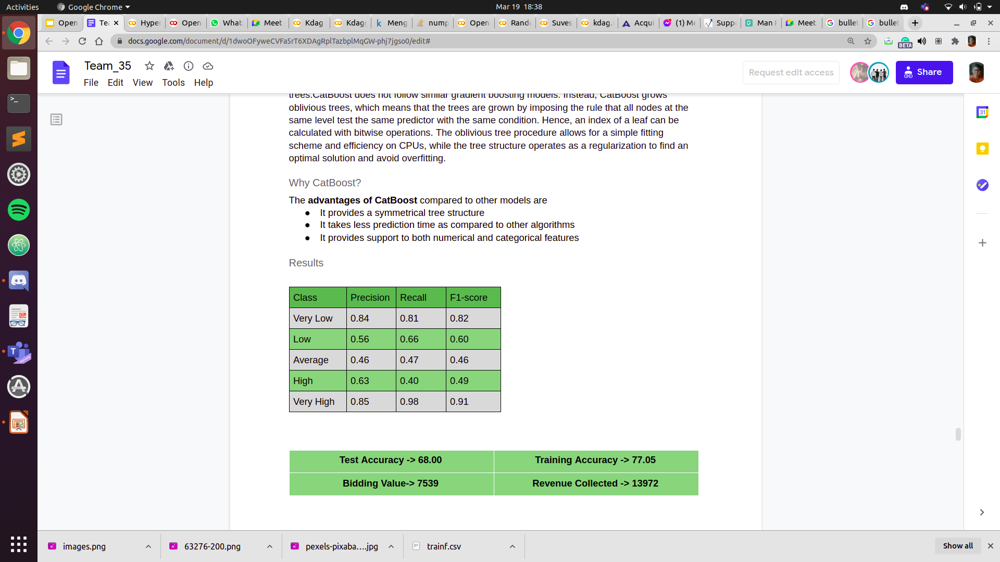 Activities Google Chrome Mar 19 18:38
Open Tea Hyper Open What Meet Kdag Kdagg Meng nump Open Rando Suves kdag. Acqui (1) Me Suppo Man F Meet bullet bullet
docs.google.com/document/d/1dwoOFyweCVFa5rT6XDAgRplTazbplMqGW-phj7jgso0/edit#
BETA
Team_35
File Edit View Tools Help
Request edit access
Share
trees.CatBoost does not follow similar gradient boosting models. Instead, CatBoost grows
oblivious trees, which means that the trees are grown by imposing the rule that all nodes at the
same level test the same predictor with the same condition. Hence, an index of a leaf can be
calculated with bitwise operations. The oblivious tree procedure allows for a simple fitting
scheme and efficiency on CPUs, while the tree structure operates as a regularization to find an
optimal solution and avoid overfitting.
Why CatBoost?
The advantages of CatBoost compared to other models are
● It provides a symmetrical tree structure
● It takes less prediction time as compared to other algorithms
● It provides support to both numerical and categorical features
Results
Class Precision Recall F1-score
Very Low 0.84 0.81 0.82
Low 0.56 0.66 0.60
Average 0.46 0.47 0.46
High 0.63 0.40 0.49
Very High 0.85 0.98 0.91
Test Accuracy -> 68.00 Training Accuracy -> 77.05
Bidding Value-> 7539 Revenue Collected -> 13972
images.png 63276-200.png pexels-pixaba....jpg trainf.csv Show all